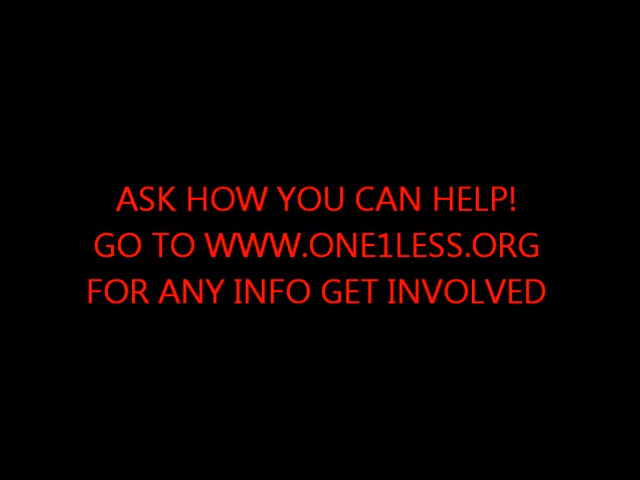 ASK HOW YOU CAN HELP!
GO TO WWW.ONE1LESS.ORG
FOR ANY INFO GET INVOLVED